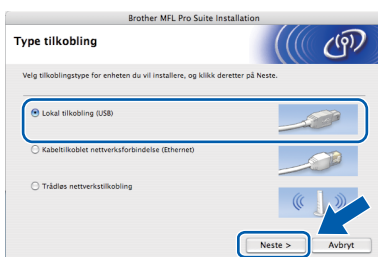 Brother MFL Pro Suite Installation
Type tilkobling
Velg tilkoblingstype for enheten du vil installere, og klikk deretter på Neste.
Lokal tilkobling (USB)
Kabeltilkoblet nettverksforbindelse (Ethernet)
Trådløs nettverkstilkobling
Neste >
Avbryt